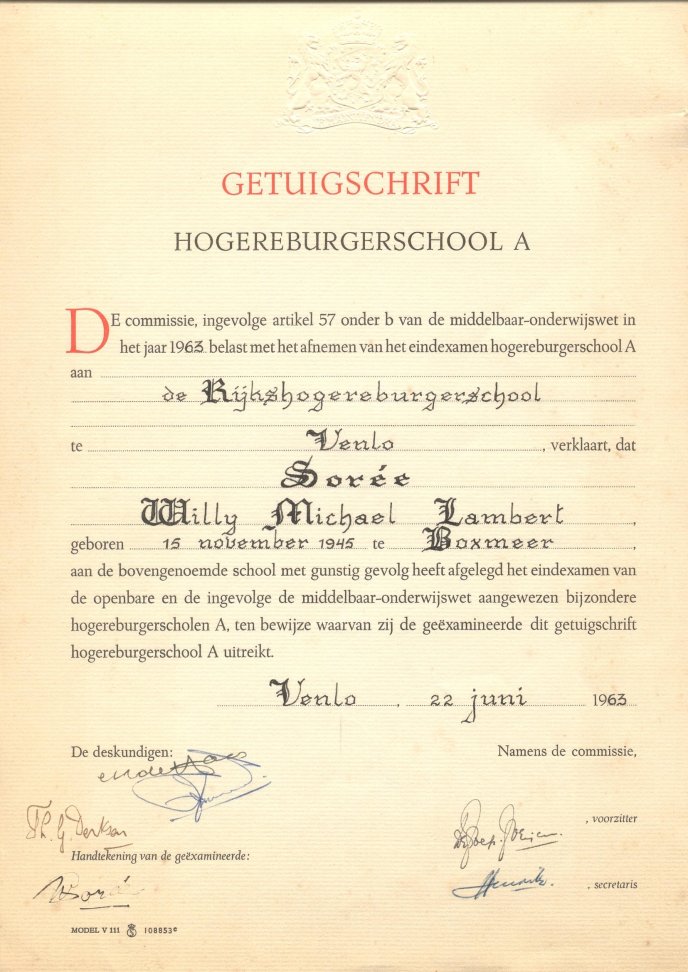 GETUIGSCHRIFT
HOGEREBURGERSCHOOL A
DE commissie, ingevolge artikel 57 onder b van de middelbaar-onderwijswet in
het jaar 1963 belast met het afnemen van het eindexamen hogereburgerschool A
aan
de Rijkshogereburgerschool
te Venlo , verklaart, dat
Sorée
Willy Michael Lambert ,
geboren 15 november 1945 te Boxmeer ,
aan de bovengenoemde school met gunstig gevolg heeft afgelegd het eindexamen van
de openbare en de ingevolge de middelbaar-onderwijswet aangewezen bijzondere
hogereburgerscholen A, ten bewijze waarvan zij de geëxamineerde dit getuigschrift
hogereburgerschool A uitreikt.
Venlo , 22 juni 1963
De deskundigen:
Namens de commissie,
Th. G. Derksen
, voorzitter
Handtekening van de geëxamineerde:
WSorée
, secretaris
MODEL V 111 108853e